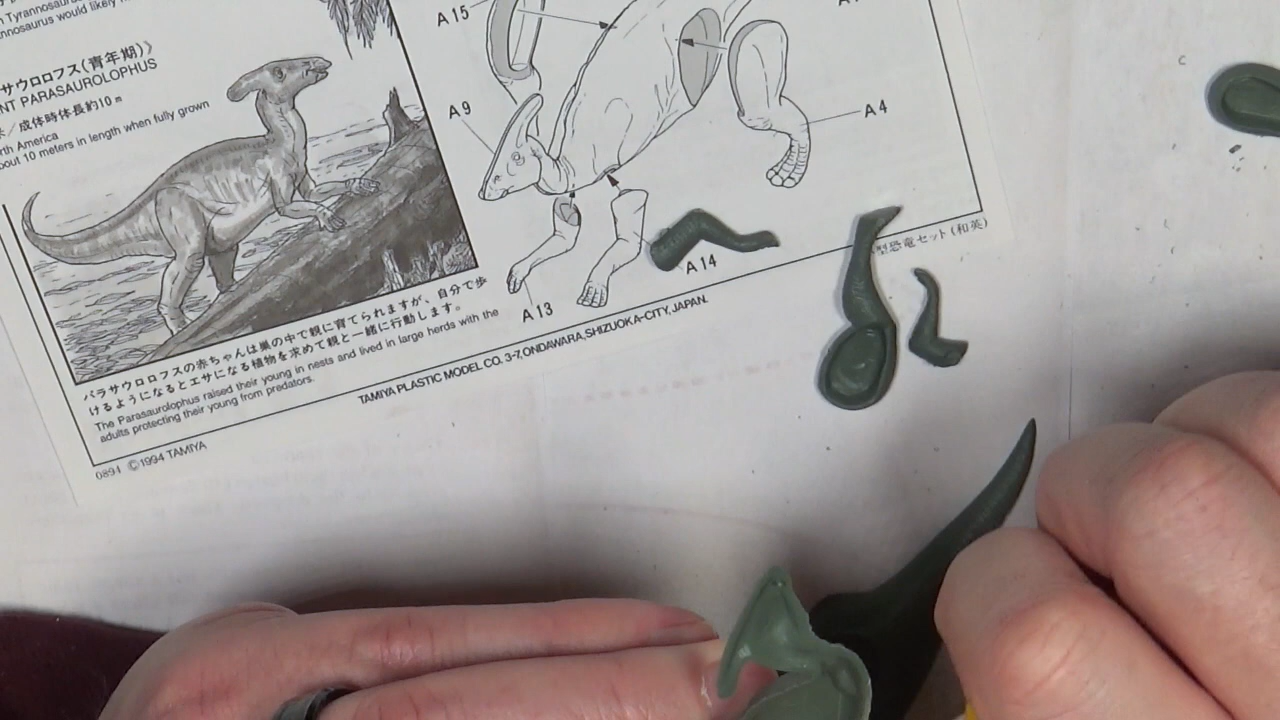 nnosaurus would likely
サウロロフス(青年期)》
NT PARASAUROLOPHUS
/成体時体長約10m
rth America
bout 10 meters in length when fully grown
A15
A9
A4
A14
A13
パラサウロロフスの赤ちゃんは巣の中で親に育てられますが、自分で歩
けるようになるとエサになる植物を求めて親と一緒に行動します。
The Parasaurolophus raised their young in nests and lived in large herds with the
adults protecting their young from predators.
型恐竜セット(和英)
TAMIYA PLASTIC MODEL CO. 3-7, ONDAWARA, SHIZUOKA-CITY, JAPAN.
0894 ©1994 TAMIYA